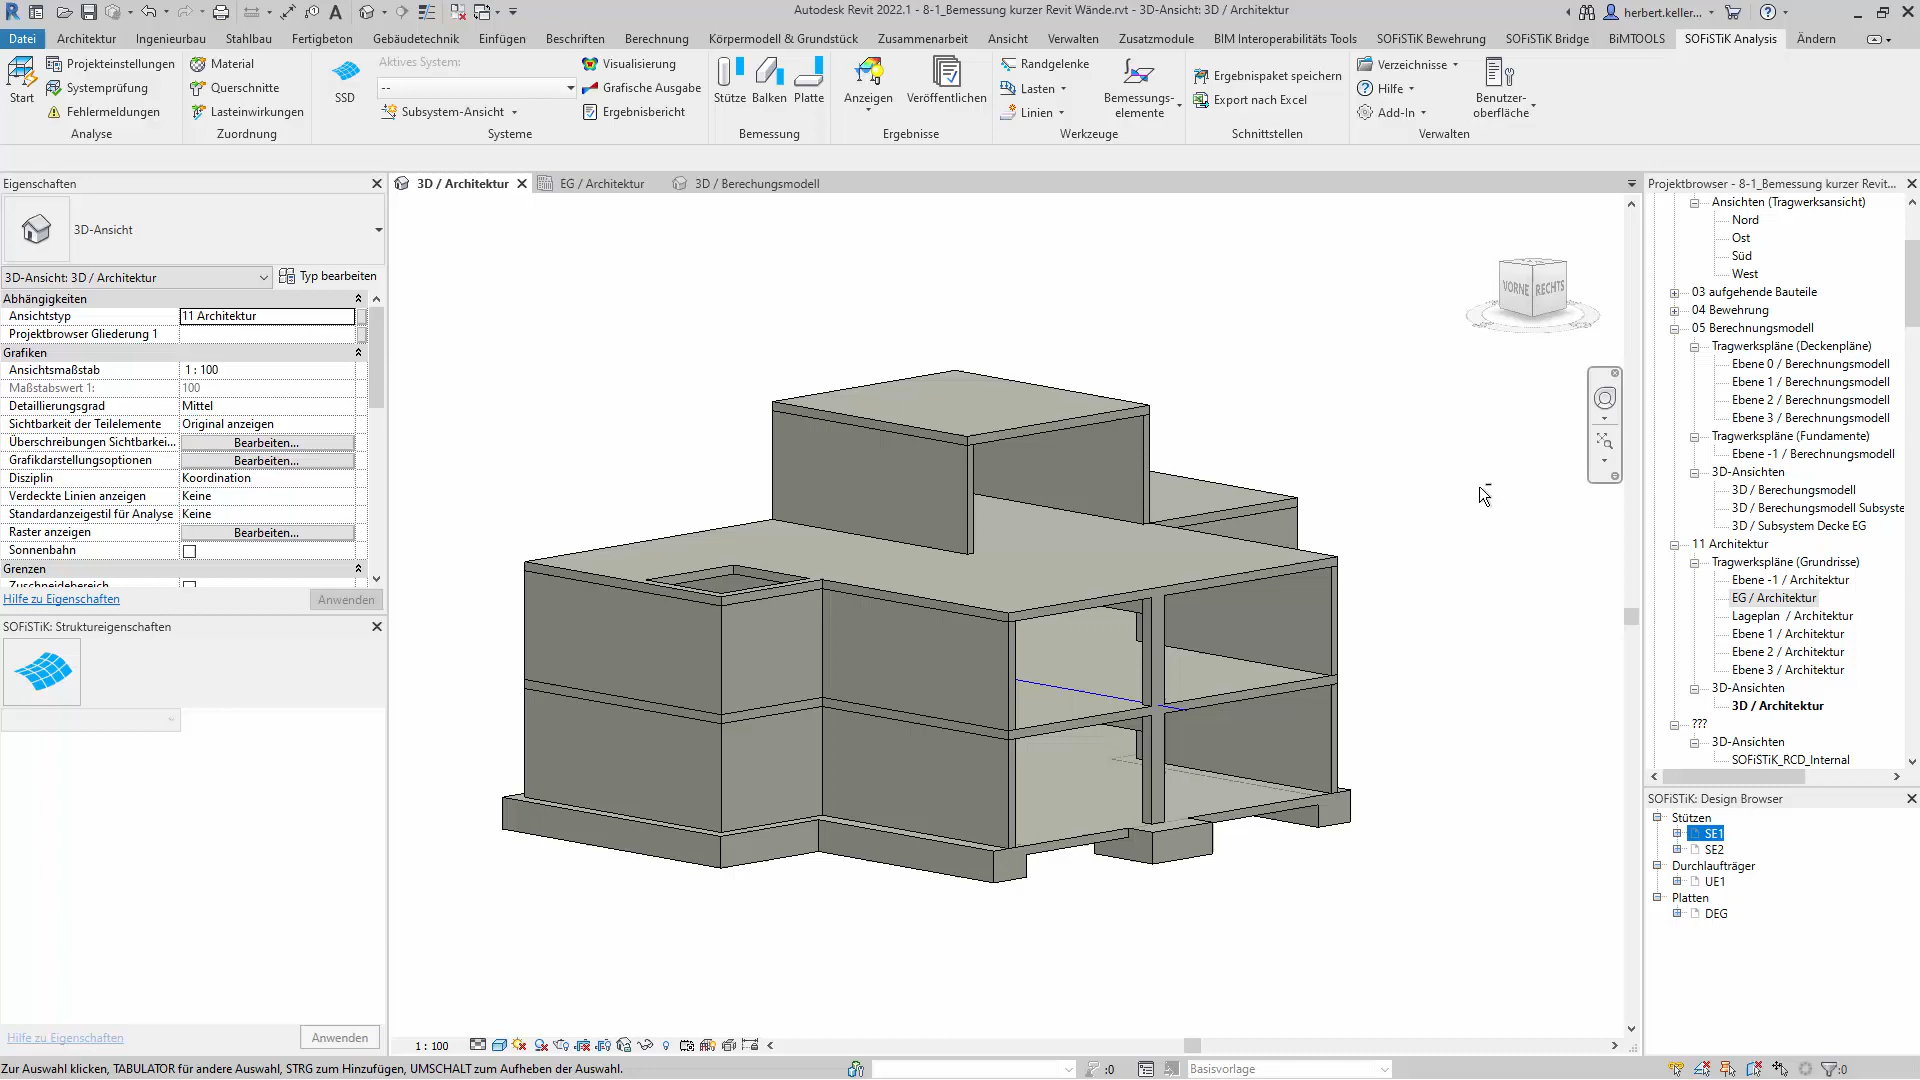 Autodesk Revit 2022.1 - 8-1_Bemessung kurzer Revit Wände.rvt - 3D-Ansicht: 3D / Architektur
herbert.keller...
Datei Architektur Ingenieurbau Stahlbau Fertigbeton Gebäudetechnik Einfügen Beschriften Berechnung Körpermodell & Grundstück Zusammenarbeit Ansicht Verwalten Zusatzmodule BIM Interoperabilitäts Tools SOFiSTiK Bewehrung SOFiSTiK Bridge BiMTOOLS SOFiSTiK Analysis Ändern
Start
Projekteinstellungen
Systemprüfung
Fehlermeldungen
Analyse
Material
Querschnitte
Lasteinwirkungen
Zuordnung
SSD
Aktives System:
--
Subsystem-Ansicht
Visualisierung
Grafische Ausgabe
Ergebnisbericht
Systeme
Stütze Balken Platte
Bemessung
Anzeigen Veröffentlichen
Ergebnisse
Randgelenke
Lasten
Linien
Bemessungs-
elemente
Werkzeuge
Ergebnispaket speichern
Export nach Excel
Schnittstellen
Verzeichnisse
Hilfe
Add-In
Benutzer-
oberfläche
Verwalten
Eigenschaften
3D-Ansicht
3D-Ansicht: 3D / Architektur
Typ bearbeiten
Abhängigkeiten
Ansichtstyp 11 Architektur
Projektbrowser Gliederung 1
Grafiken
Ansichtsmaßstab 1 : 100
Maßstabswert 1: 100
Detaillierungsgrad Mittel
Sichtbarkeit der Teilelemente Original anzeigen
Überschreibungen Sichtbarkei... Bearbeiten...
Grafikdarstellungsoptionen Bearbeiten...
Disziplin Koordination
Verdeckte Linien anzeigen Keine
Standardanzeigestil für Analyse Keine
Raster anzeigen Bearbeiten...
Sonnenbahn
Grenzen
Zuschneidebereich
Hilfe zu Eigenschaften
Anwenden
SOFiSTiK: Struktureigenschaften
Hilfe zu Eigenschaften
Anwenden
3D / Architektur
EG / Architektur
3D / Berechungsmodell
VORNE RECHTS
1 : 100
Projektbrowser - 8-1_Bemessung kurzer Revit...
Ansichten (Tragwerksansicht)
Nord
Ost
Süd
West
03 aufgehende Bauteile
04 Bewehrung
05 Berechnungsmodell
Tragwerkspläne (Deckenpläne)
Ebene 0 / Berechnungsmodell
Ebene 1 / Berechnungsmodell
Ebene 2 / Berechnungsmodell
Ebene 3 / Berechnungsmodell
Tragwerkspläne (Fundamente)
Ebene -1 / Berechnungsmodell
3D-Ansichten
3D / Berechungsmodell
3D / Berechungsmodell Subsyste
3D / Subsystem Decke EG
11 Architektur
Tragwerkspläne (Grundrisse)
Ebene -1 / Architektur
EG / Architektur
Lageplan / Architektur
Ebene 1 / Architektur
Ebene 2 / Architektur
Ebene 3 / Architektur
3D-Ansichten
3D / Architektur
???
3D-Ansichten
SOFiSTiK_RCD_Internal
SOFiSTiK: Design Browser
Stützen
SE1
SE2
Durchlaufträger
UE1
Platten
DEG
Zur Auswahl klicken, TABULATOR für andere Auswahl, STRG zum Hinzufügen, UMSCHALT zum Aufheben der Auswahl.
:0
Basisvorlage
:0